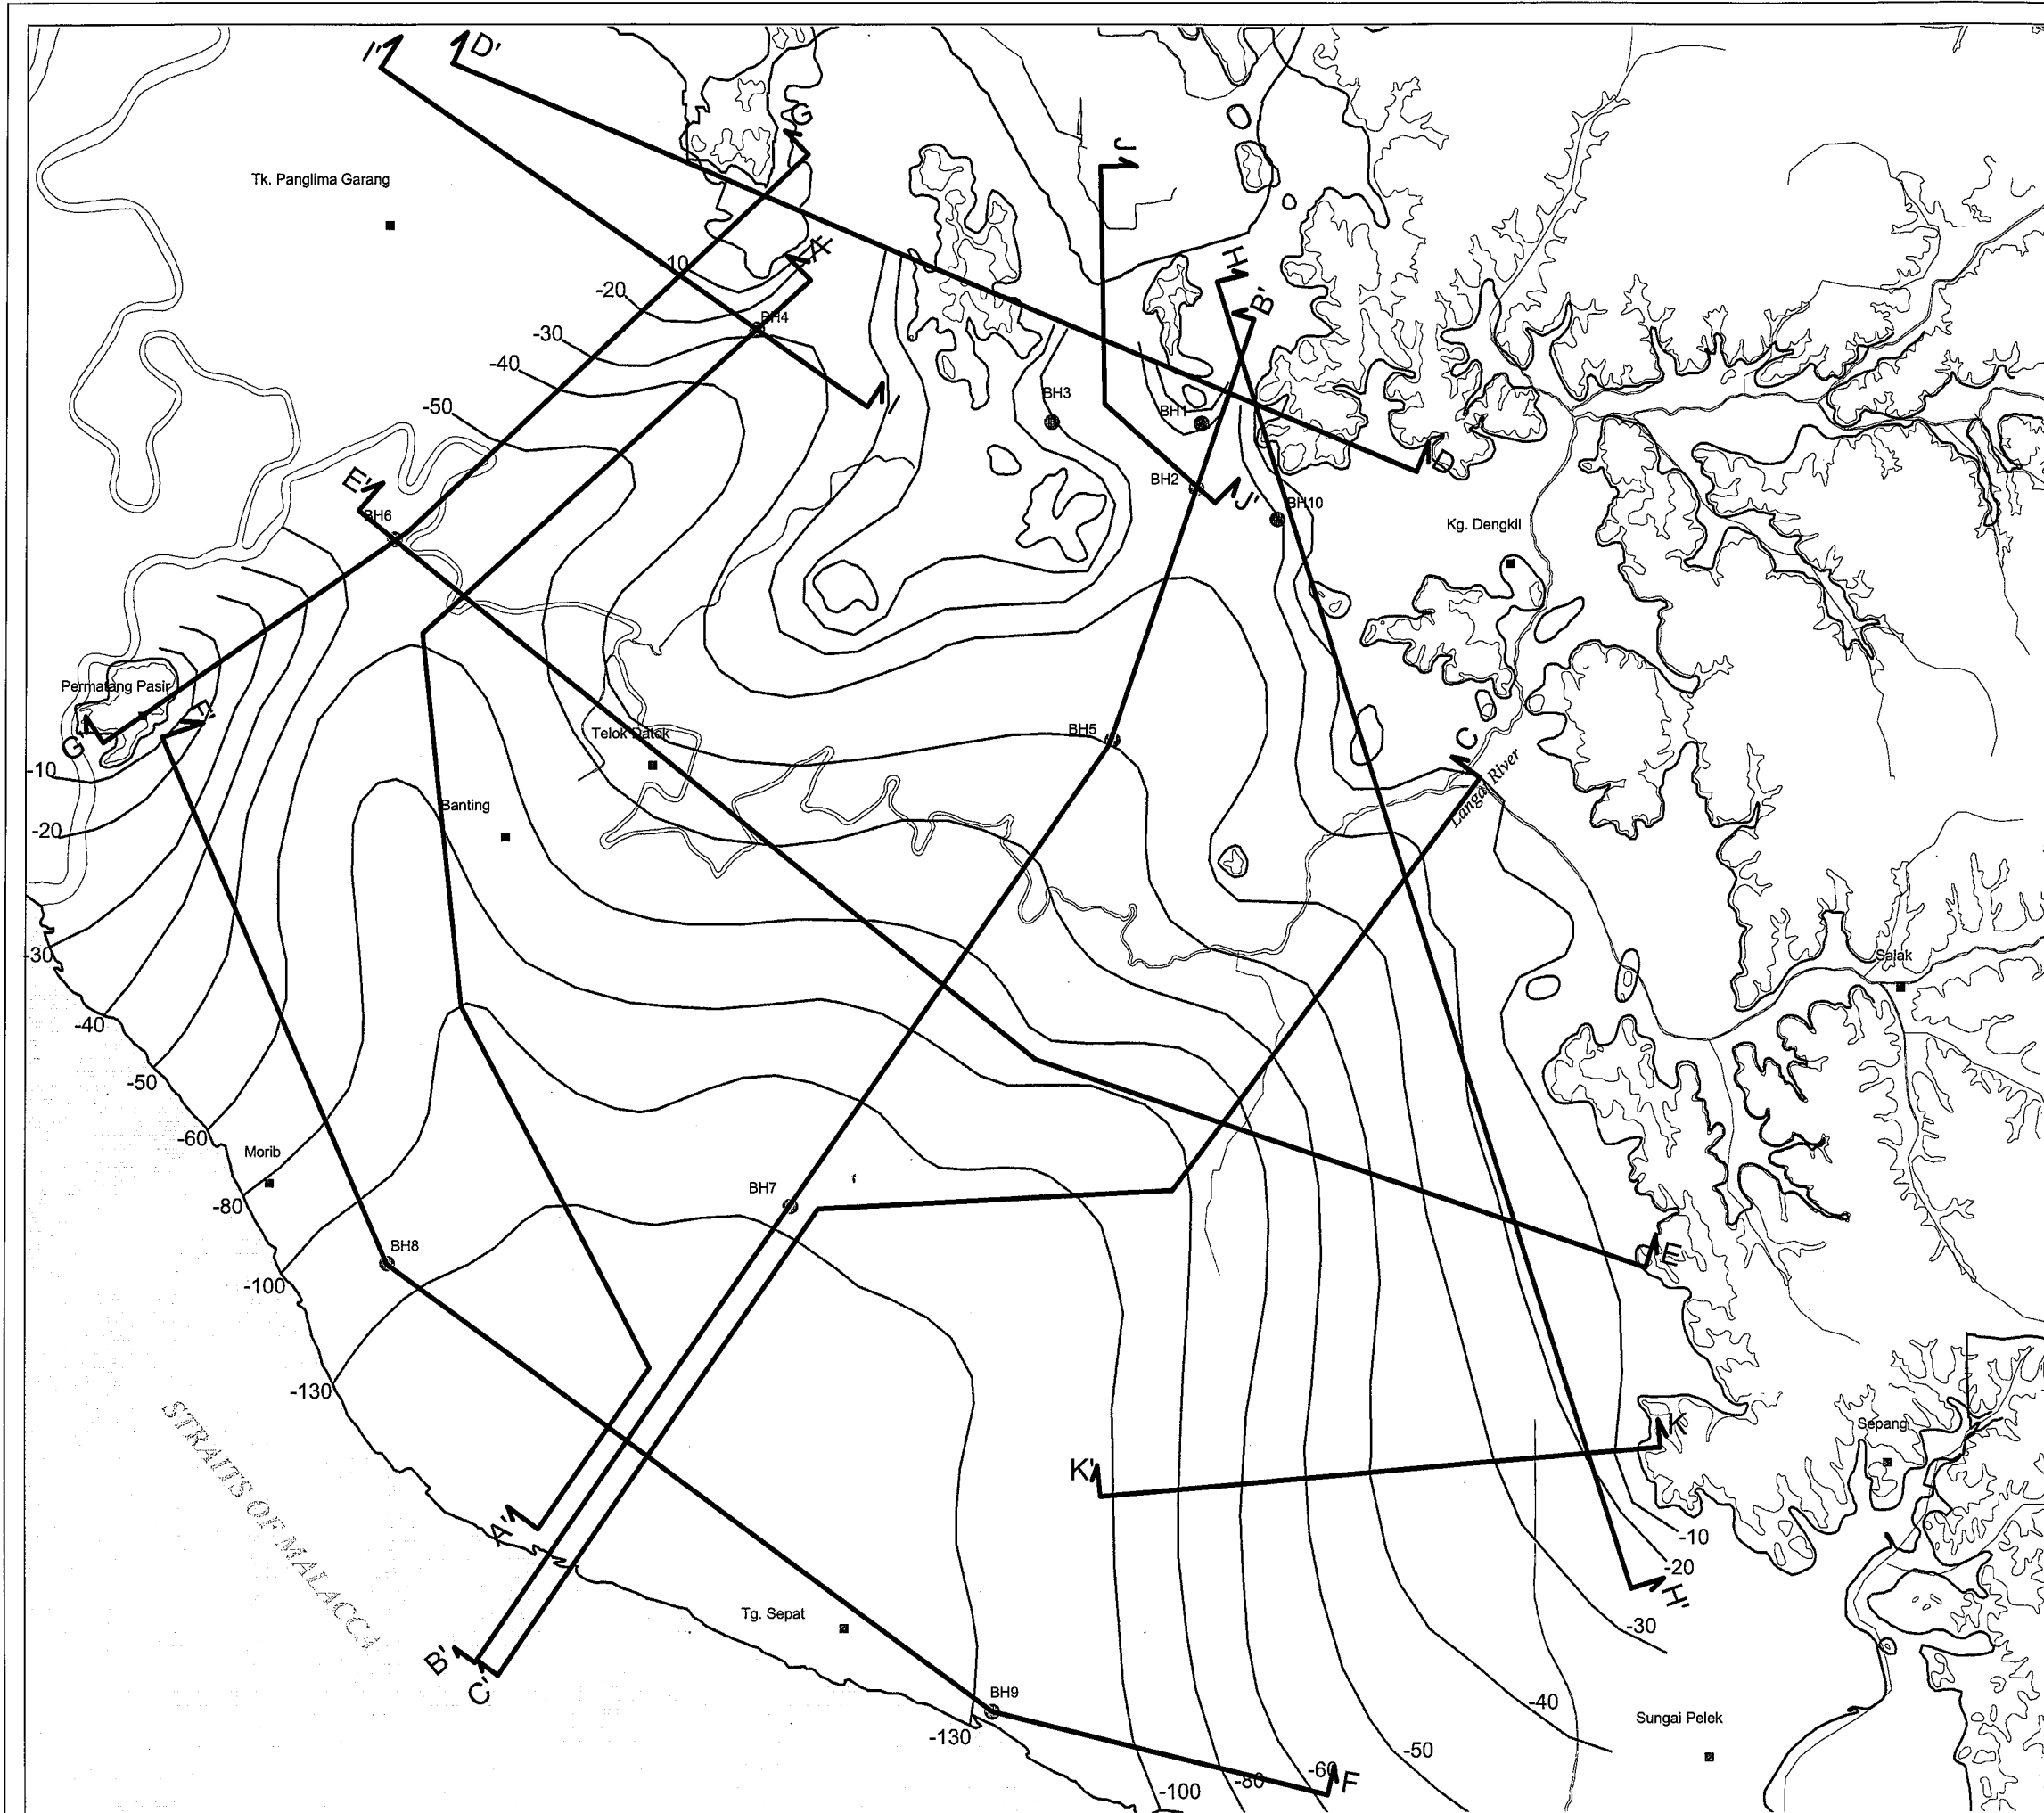 I'
D'
G
J
Tk. Panglima Garang
A
H
-10
-20
B'
BH4
-30
-40
BH3
I
-50
BH1
D
E'
BH2
J'
BH6
BH10
Kg. Dengkil
Permatang Pasir
F'
G'
Telok Datok
BH5
C
Langat River
-10
Banting
-20
-30
Salak
-40
-50
-60
Morib
-80
BH7
BH8
E
-100
-130
STRAITS OF MALACCA
K
Sepang
K'
A'
-10
-20
H'
Tg. Sepat
-30
B'
C'
BH9
-40
Sungai Pelek
-130
-50
-60
-80
F
-100